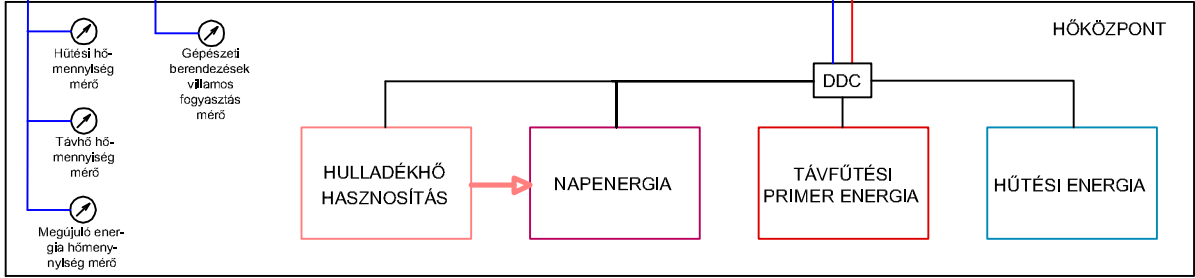 HŐKÖZPONT
Hűtési hő-
mennyiség
mérő
Gépészeti
berendezések
villamos
fogyasztás
mérő
DDC
Távhő hő-
mennyiség
mérő
HULLADÉKHŐ
HASZNOSÍTÁS
NAPENERGIA
TÁVFŰTÉSI
PRIMER ENERGIA
HŰTÉSI ENERGIA
Megújuló ener-
gia hőmeny-
nyiség mérő